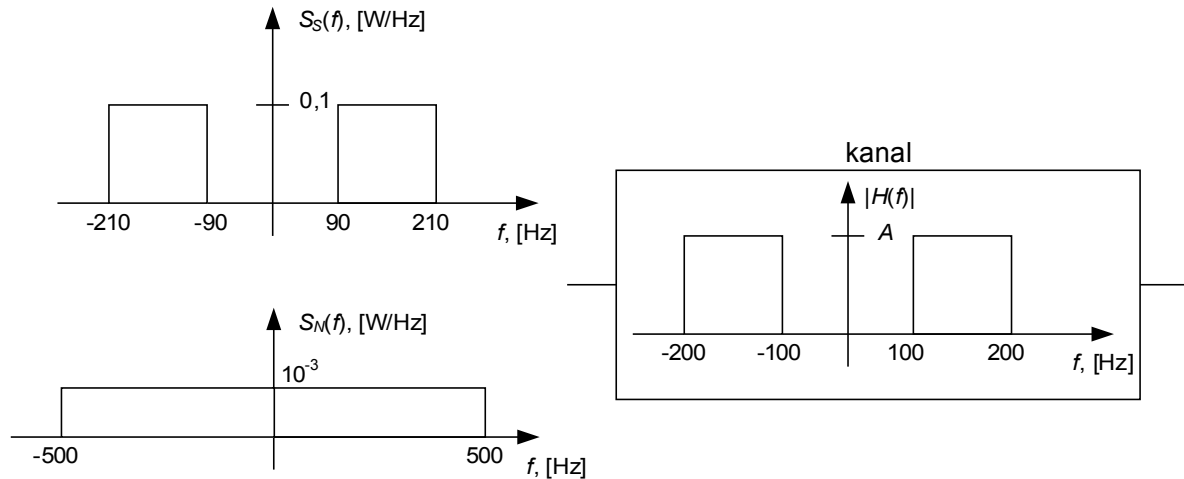 S_S(f), [W/Hz]
0,1
-210 -90 90 210
f, [Hz]
S_N(f), [W/Hz]
10^-3
-500 500
f, [Hz]
kanal
|H(f)|
A
-200 -100 100 200
f, [Hz]